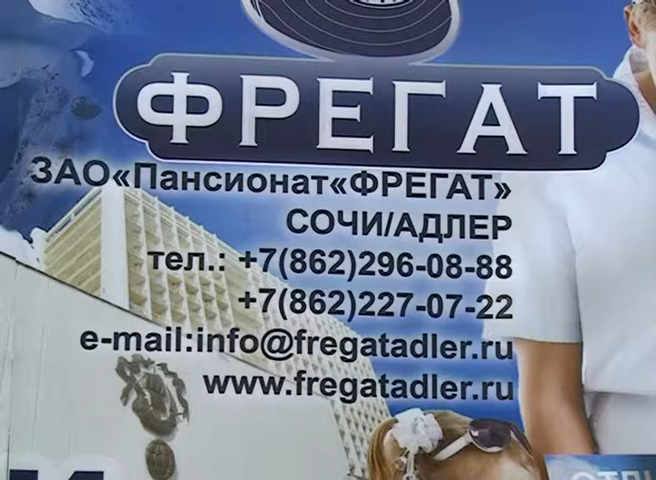 ФРЕГАТ
ЗАО«Пансионат«ФРЕГАТ»
СОЧИ/АДЛЕР
тел.: +7(862)296-08-88
+7(862)227-07-22
e-mail:info@fregatadler.ru
www.fregatadler.ru